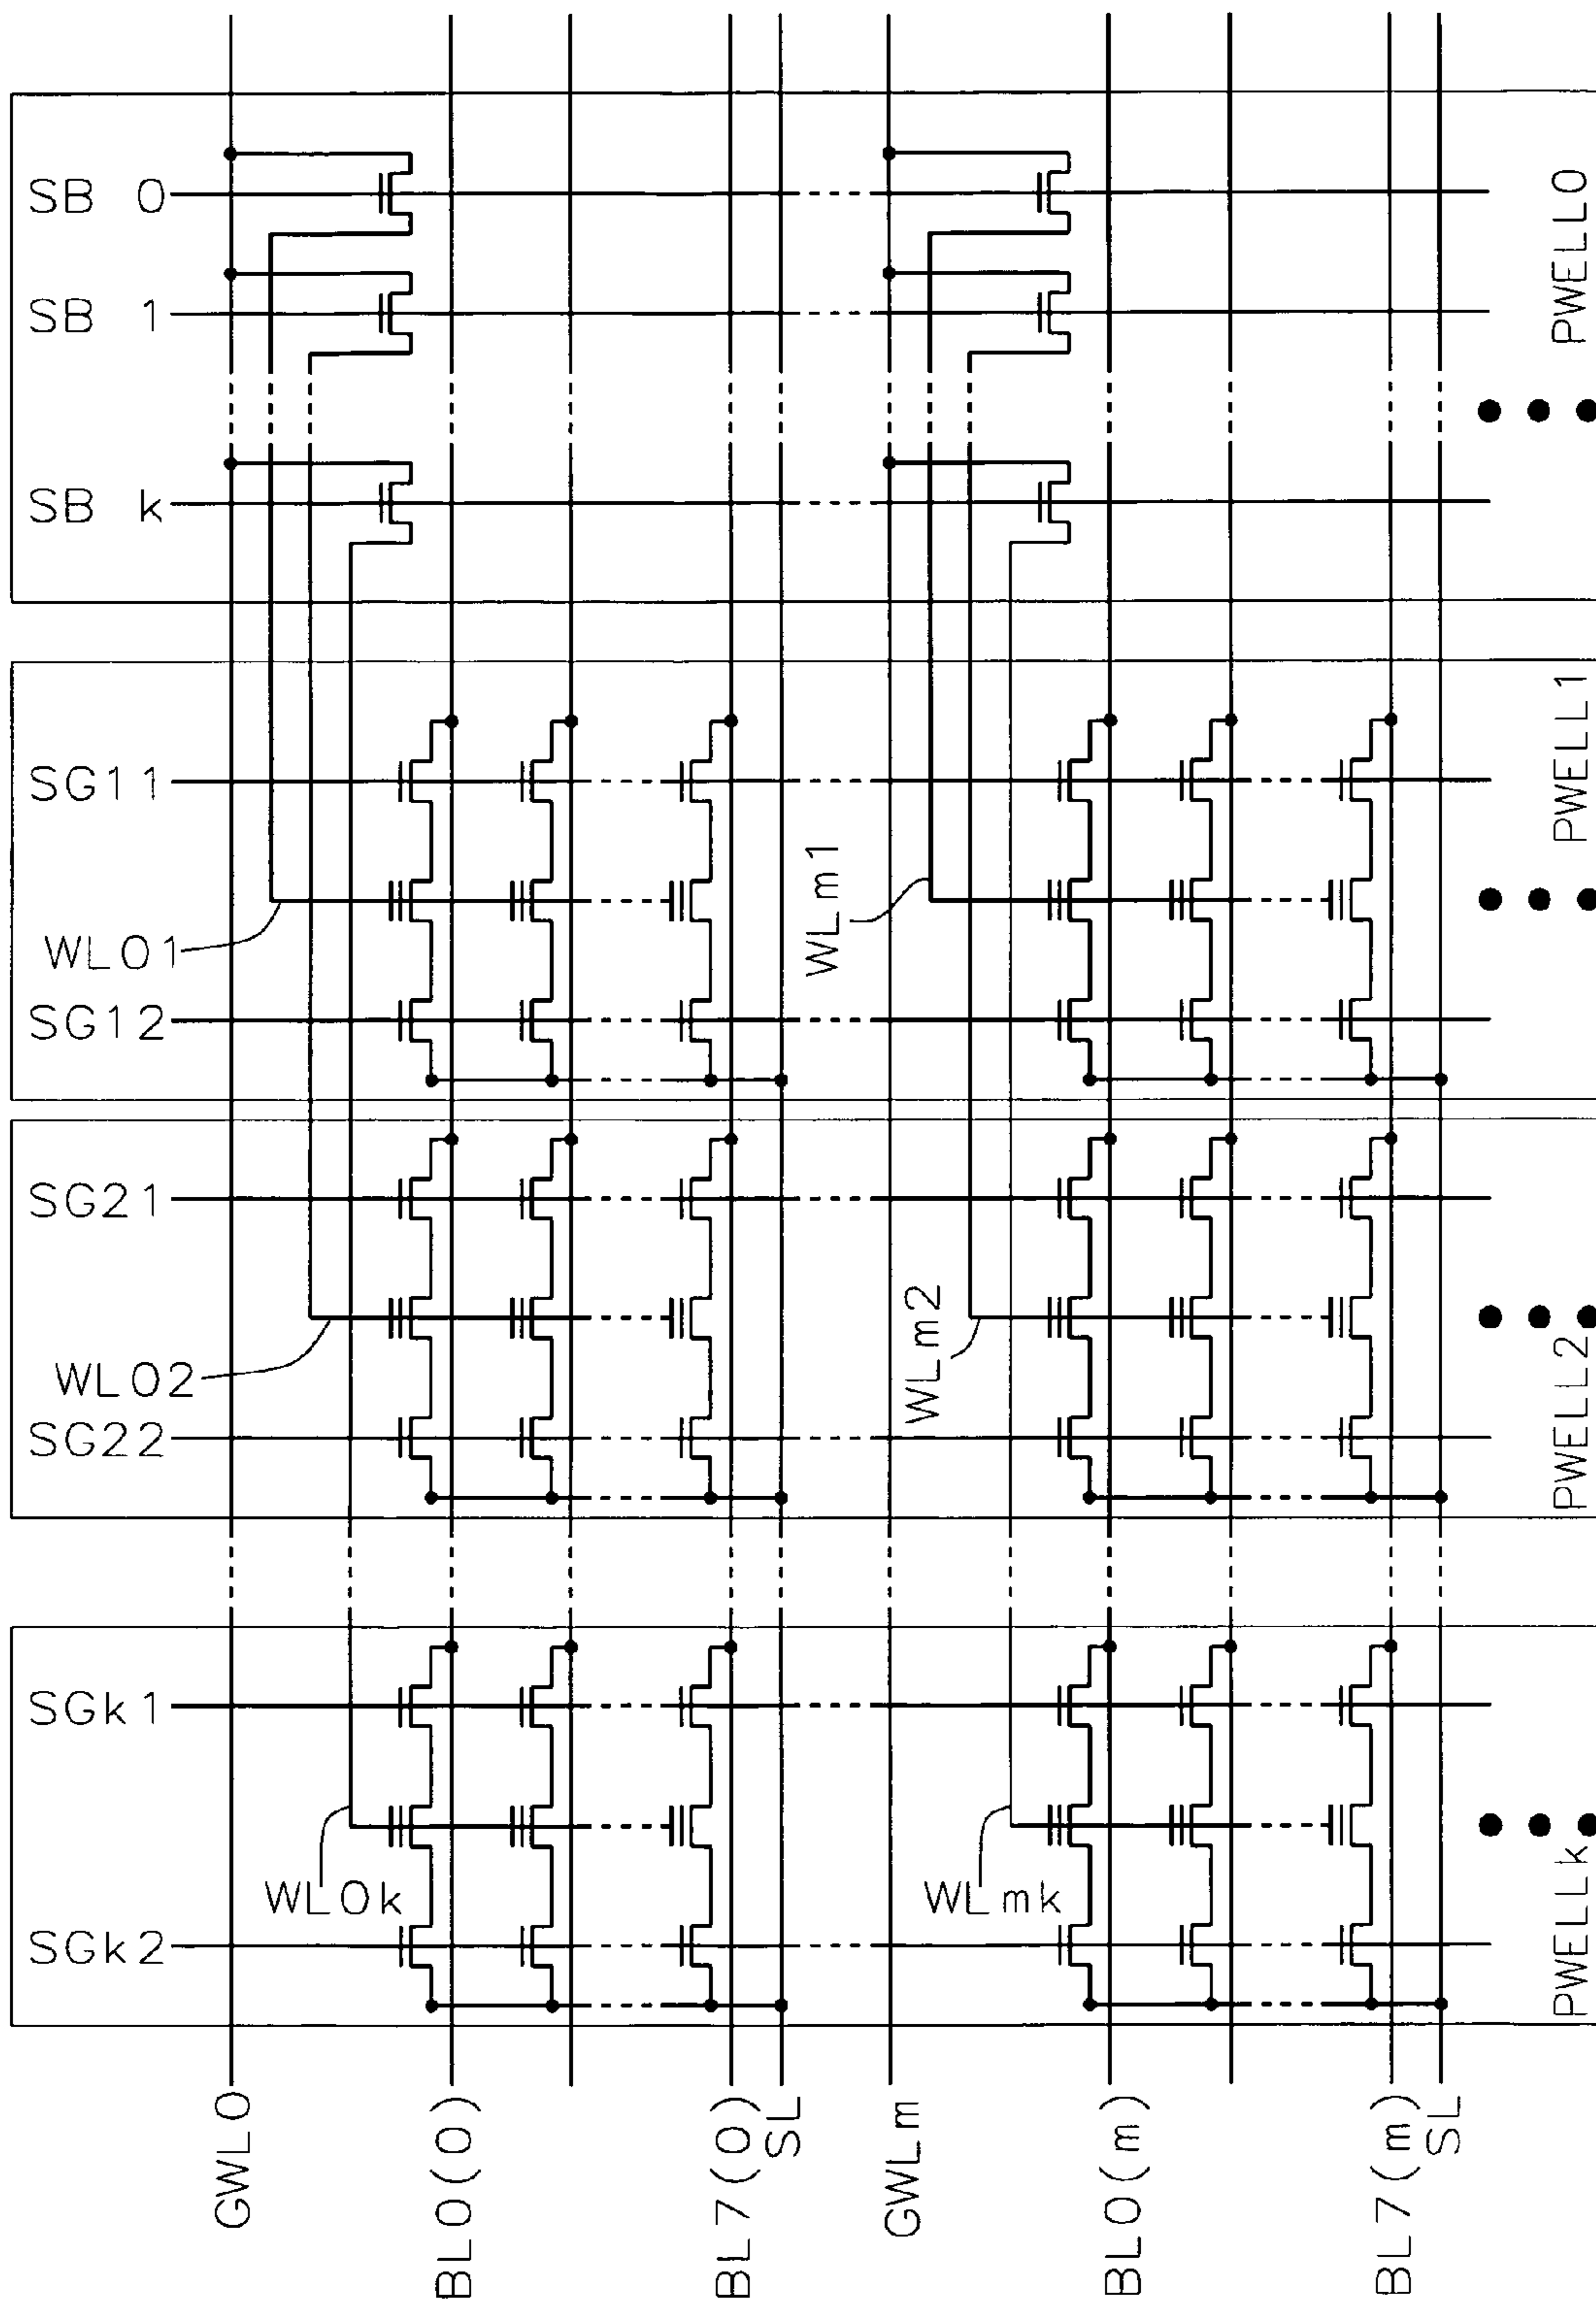 SB 0
PWELL0
SB 1
SB k
SG11
PWELL1
WLm1
WL01
SG12
SG21
WLm2
WL02
PWELL2
SG22
SGk1
WL0k
WLmk
SGk2
PWELLk
GWL0
BL0(0)
BL7(0)
SL
GWLm
BL0(m)
BL7(m)
SL